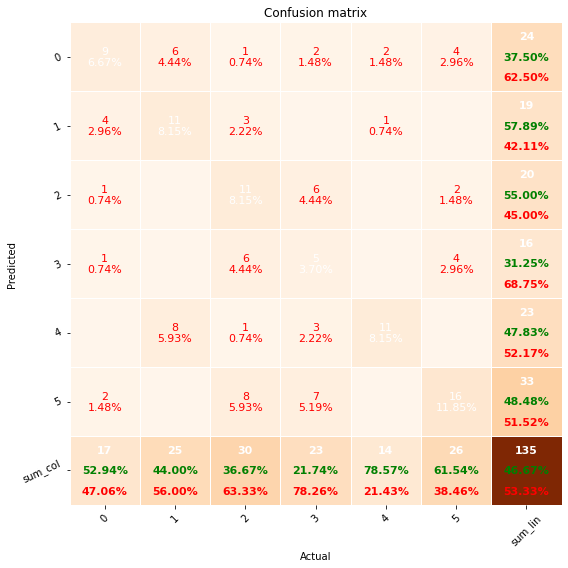 Confusion matrix
9 6 1 2 2 4 24
0 6.67% 4.44% 0.74% 1.48% 1.48% 2.96% 37.50%
62.50%
4 11 3 1 19
1 2.96% 8.15% 2.22% 0.74% 57.89%
42.11%
1 11 6 2 20
2 0.74% 8.15% 4.44% 1.48% 55.00%
45.00%
1 6 5 4 16
3 0.74% 4.44% 3.70% 2.96% 31.25%
68.75%
8 1 3 11 23
4 5.93% 0.74% 2.22% 8.15% 47.83%
52.17%
2 8 7 16 33
5 1.48% 5.93% 5.19% 11.85% 48.48%
51.52%
17 25 30 23 14 26 135
sum_col 52.94% 44.00% 36.67% 21.74% 78.57% 61.54% 46.67%
47.06% 56.00% 63.33% 78.26% 21.43% 38.46% 53.33%
0 1 2 3 4 5 sum_lin
Predicted
Actual